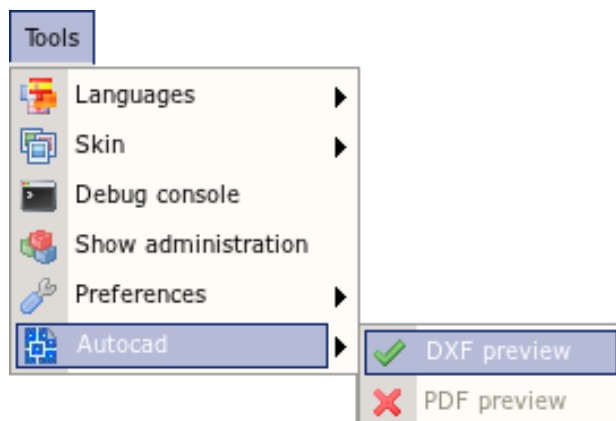 Tools
Languages
Skin
Debug console
Show administration
Preferences
Autocad
DXF preview
PDF preview